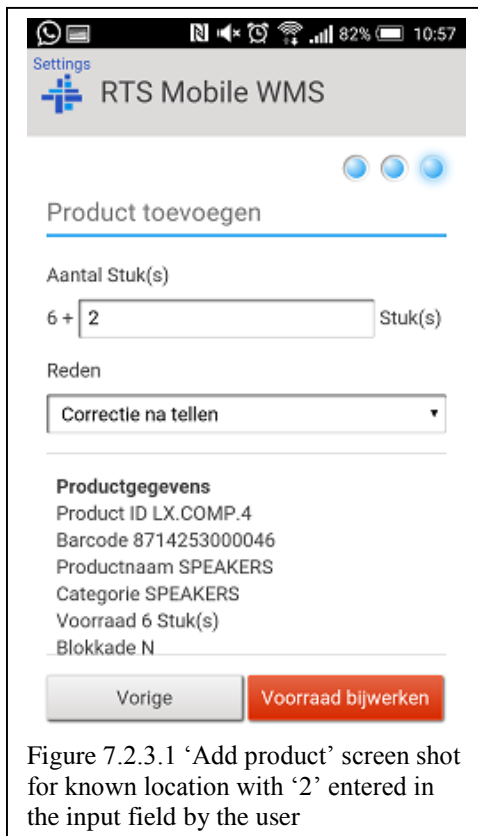 82% 10:57
Settings
RTS Mobile WMS
Product toevoegen
Aantal Stuk(s)
6 + 2 Stuk(s)
Reden
Correctie na tellen
Productgegevens
Product ID LX.COMP.4
Barcode 8714253000046
Productnaam SPEAKERS
Categorie SPEAKERS
Voorraad 6 Stuk(s)
Blokkade N
Vorige Voorraad bijwerken
Figure 7.2.3.1 ‘Add product’ screen shot
for known location with ‘2’ entered in
the input field by the user